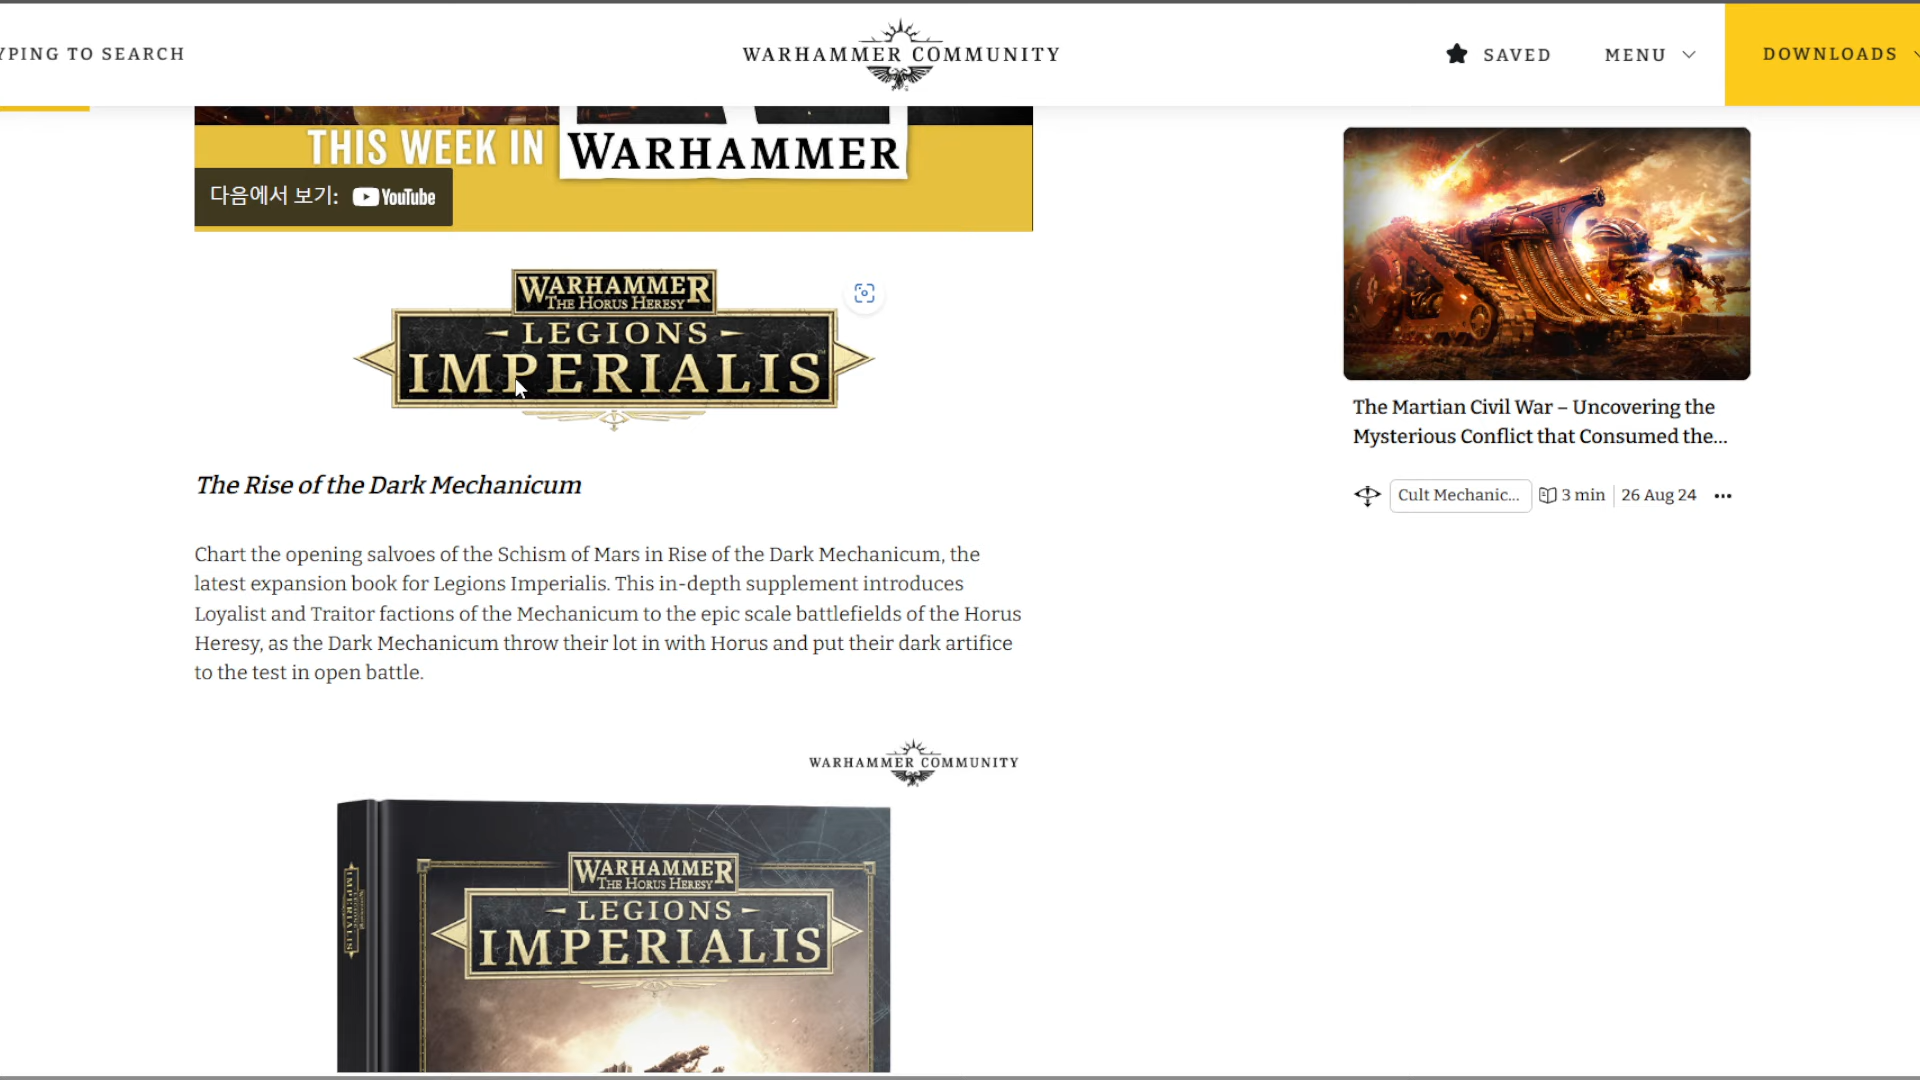 YPING TO SEARCH
WARHAMMER COMMUNITY
SAVED
MENU
DOWNLOADS
THIS WEEK IN
WARHAMMER
다음에서 보기: YouTube
WARHAMMER
THE HORUS HERESY
LEGIONS
IMPERIALIS
The Rise of the Dark Mechanicum
Chart the opening salvoes of the Schism of Mars in Rise of the Dark Mechanicum, the
latest expansion book for Legions Imperialis. This in-depth supplement introduces
Loyalist and Traitor factions of the Mechanicum to the epic scale battlefields of the Horus
Heresy, as the Dark Mechanicum throw their lot in with Horus and put their dark artifice
to the test in open battle.
WARHAMMER COMMUNITY
WARHAMMER
THE HORUS HERESY
LEGIONS
IMPERIALIS
LEGIONS
IMPERIALIS
The Martian Civil War – Uncovering the
Mysterious Conflict that Consumed the...
Cult Mechanic... 3 min 26 Aug 24